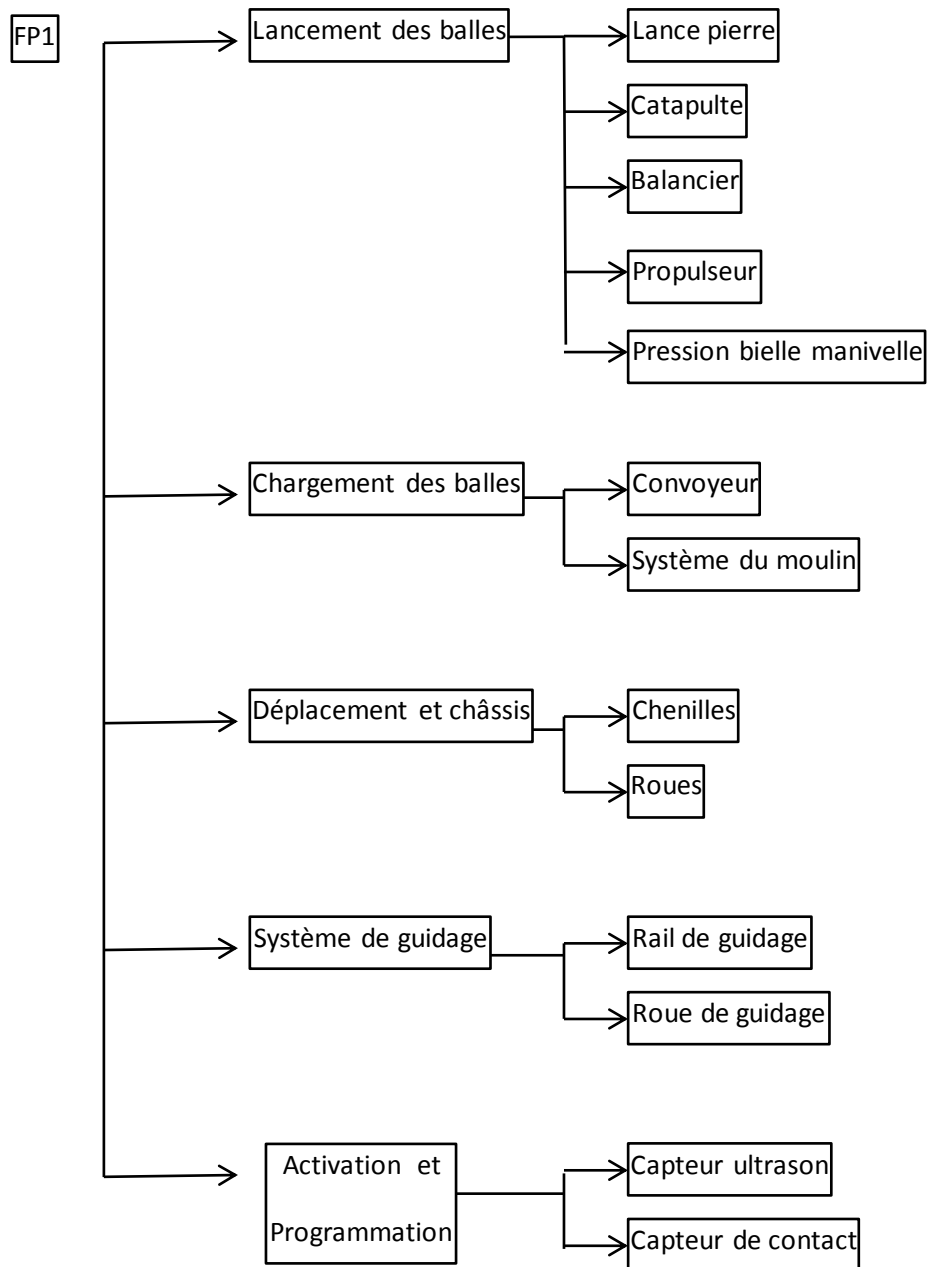 FP1
Lancement des balles
Lance pierre
Catapulte
Balancier
Propulseur
Pression bielle manivelle
Chargement des balles
Convoyeur
Système du moulin
Déplacement et châssis
Chenilles
Roues
Système de guidage
Rail de guidage
Roue de guidage
Activation et
Programmation
Capteur ultrason
Capteur de contact